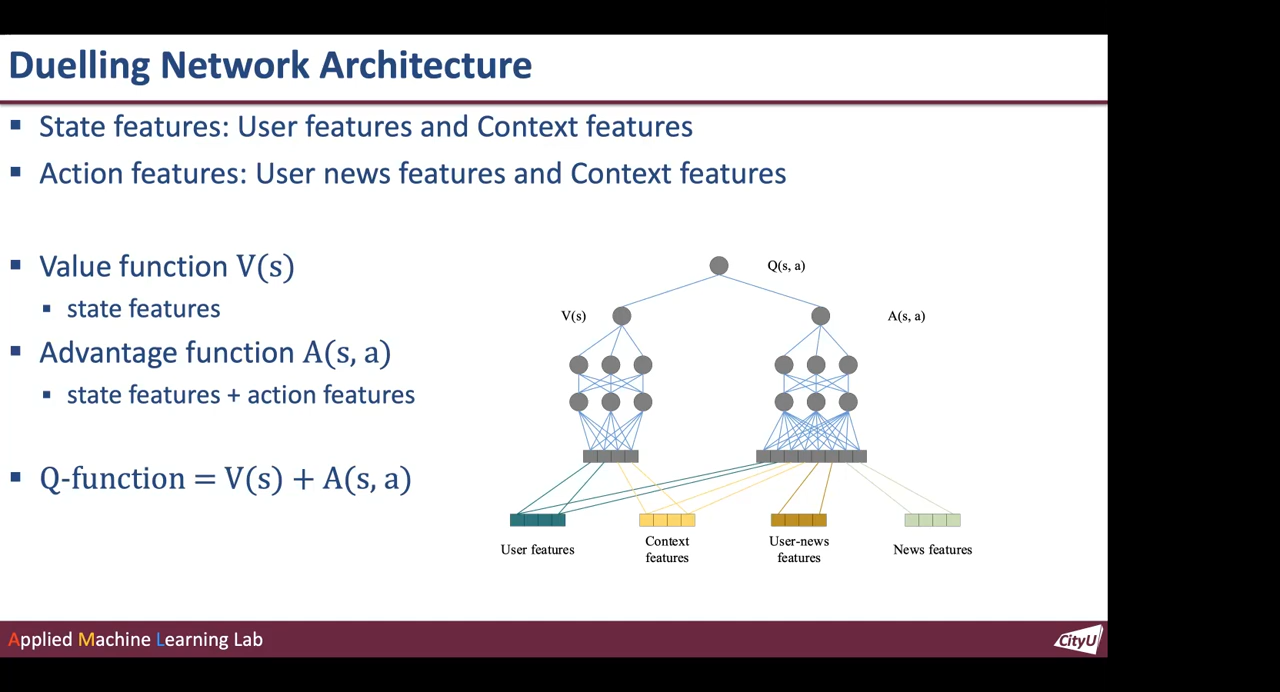 Duelling Network Architecture
State features: User features and Context features
Action features: User news features and Context features
Value function V(s)
state features
Advantage function A(s, a)
state features + action features
Q-function = V(s) + A(s, a)
Q(s, a)
V(s)
A(s, a)
User features
Context
features
User-news
features
News features
Applied Machine Learning Lab
CityU